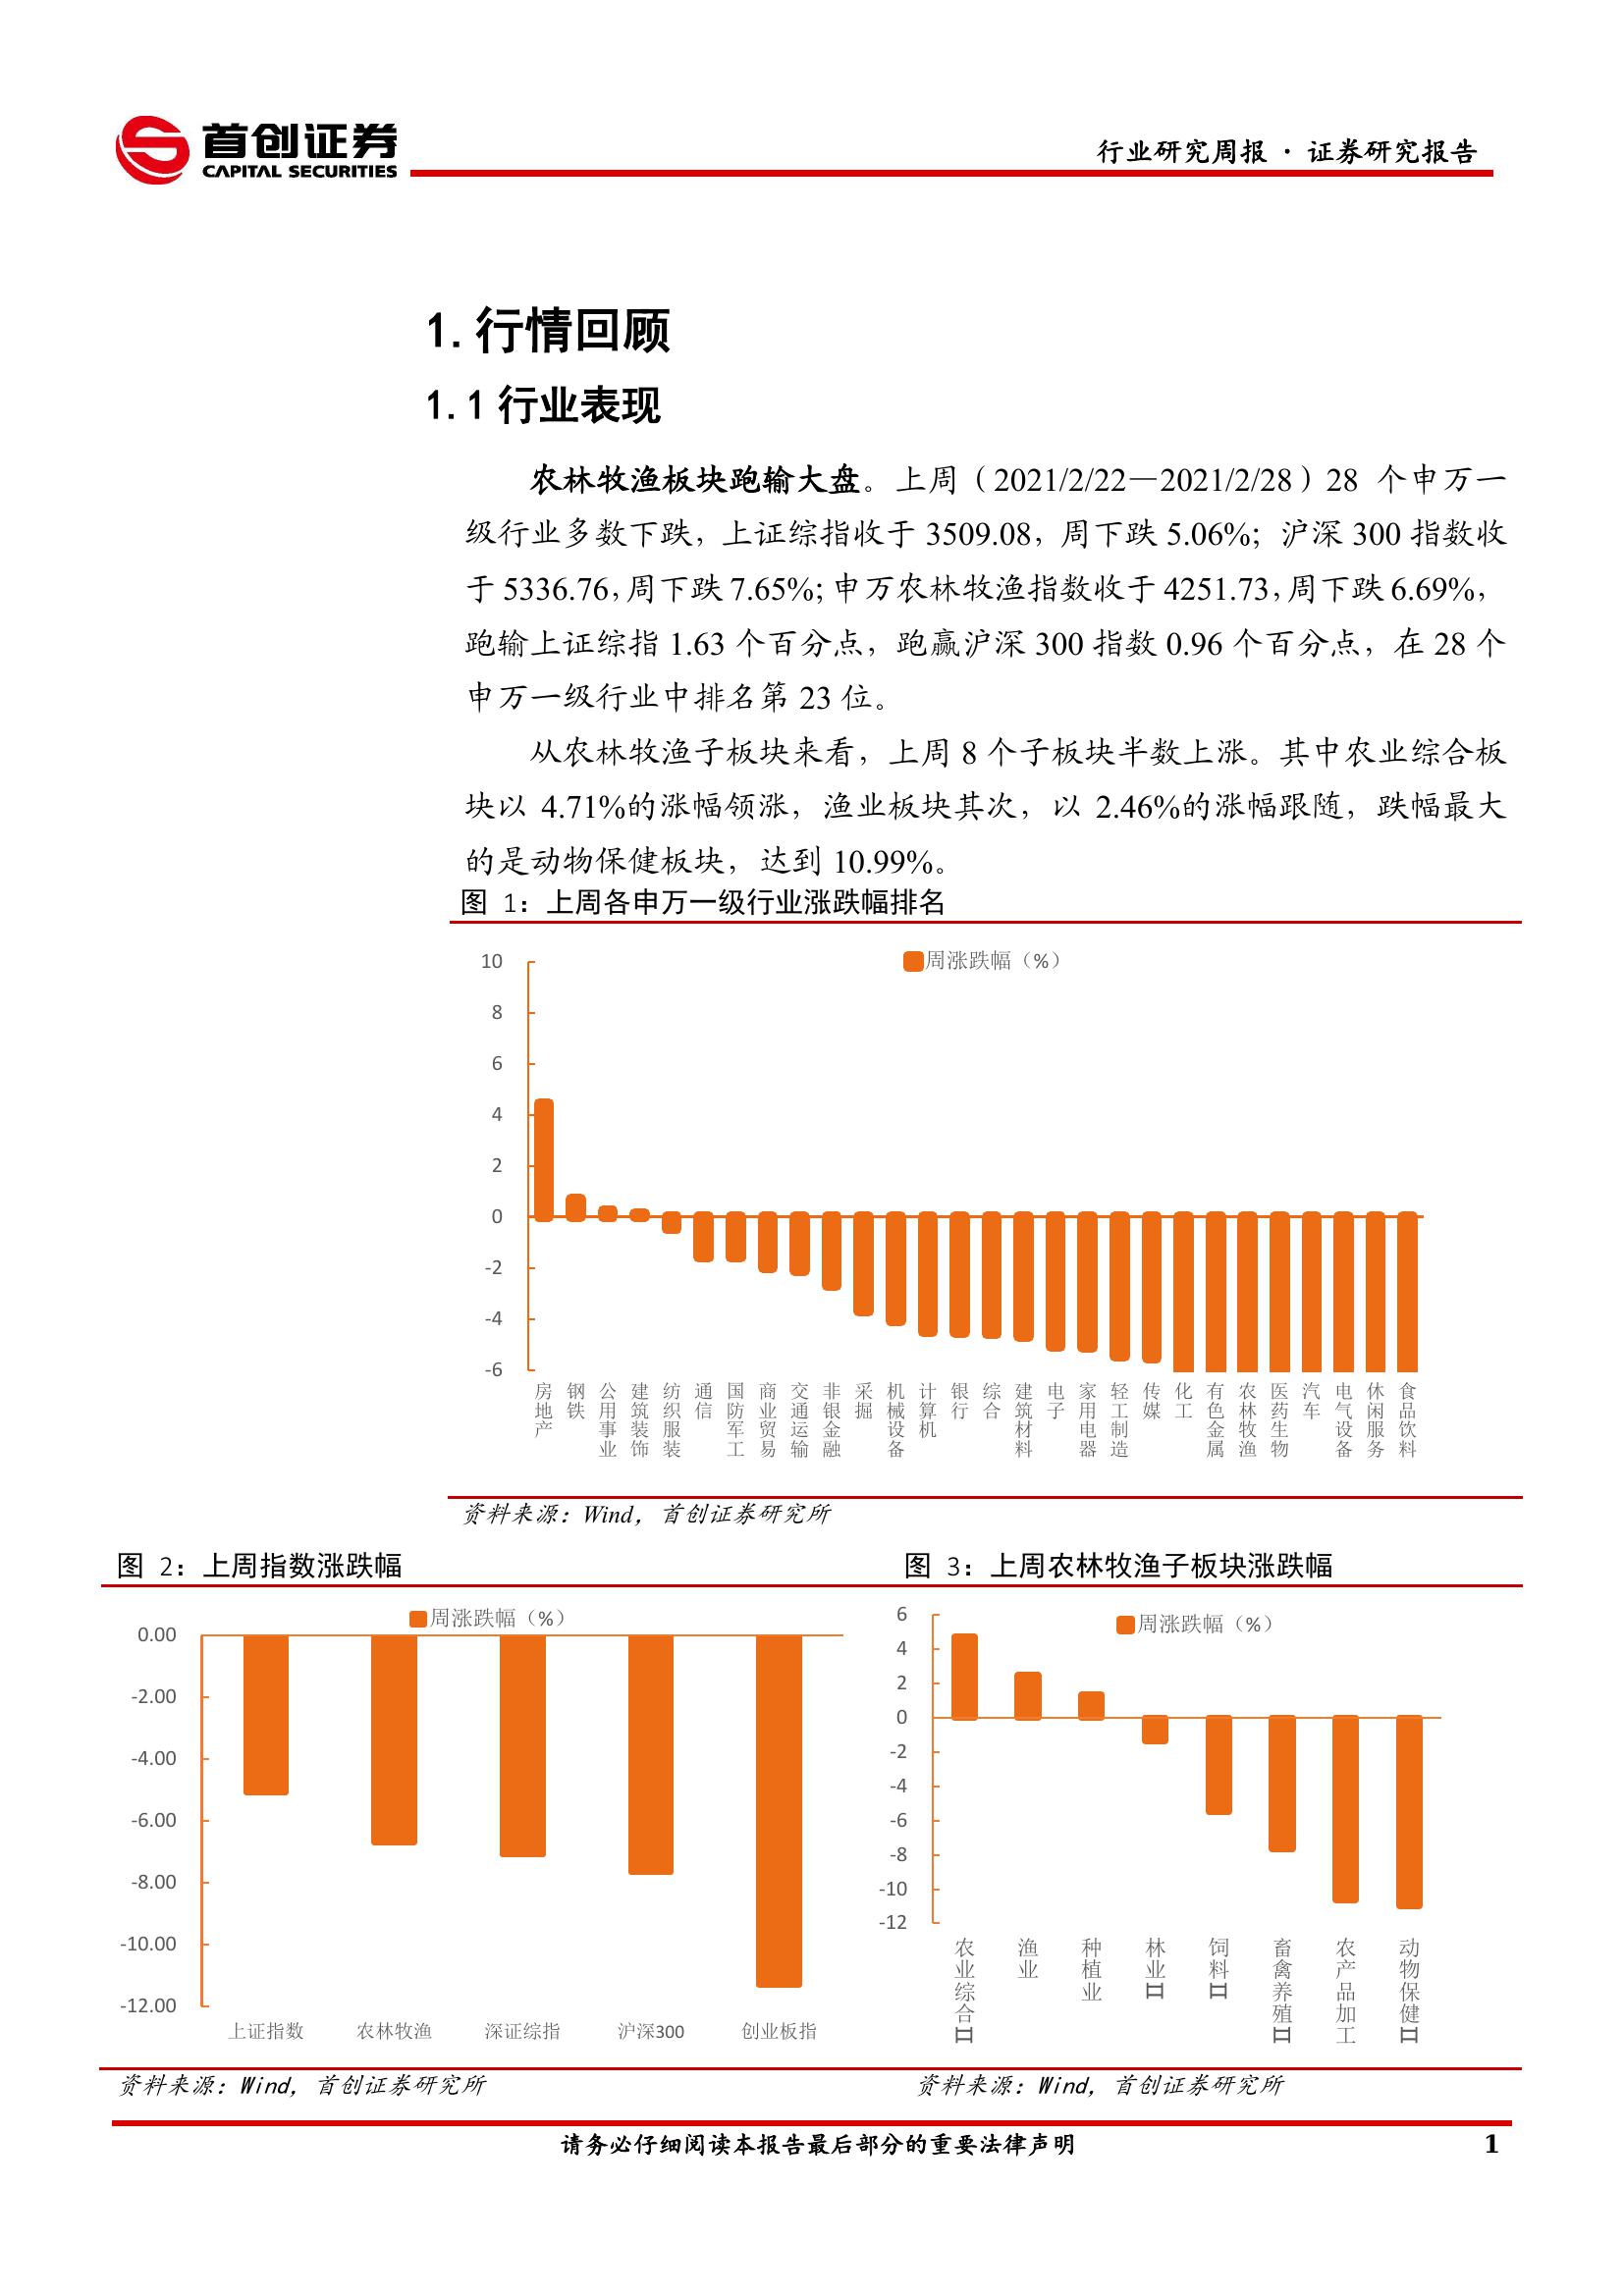 首创证券
CAPITAL SECURITIES
行业研究周报 · 证券研究报告
1.行情回顾
1.1 行业表现
农林牧渔板块跑输大盘。上周（2021/2/22—2021/2/28）28 个申万一
级行业多数下跌，上证综指收于 3509.08，周下跌 5.06%；沪深 300 指数收
于 5336.76，周下跌 7.65%；申万农林牧渔指数收于 4251.73，周下跌 6.69%，
跑输上证综指 1.63 个百分点，跑赢沪深 300 指数 0.96 个百分点，在 28 个
申万一级行业中排名第 23 位。
从农林牧渔子板块来看，上周 8 个子板块半数上涨。其中农业综合板
块以 4.71%的涨幅领涨，渔业板块其次，以 2.46%的涨幅跟随，跌幅最大
的是动物保健板块，达到 10.99%。
图 1：上周各申万一级行业涨跌幅排名
周涨跌幅（%）
10
8
6
4
2
0
-2
-4
-6
房地产
钢铁
公用事业
建筑装饰
纺织服装
通信
国防军工
商业贸易
交通运输
非银金融
采掘
机械设备
计算机
银行
综合
建筑材料
电子
家用电器
轻工制造
传媒
化工
有色金属
农林牧渔
医药生物
汽车
电气设备
休闲服务
食品饮料
资料来源：Wind，首创证券研究所
图 2：上周指数涨跌幅
周涨跌幅（%）
0.00
-2.00
-4.00
-6.00
-8.00
-10.00
-12.00
上证指数
农林牧渔
深证综指
沪深300
创业板指
资料来源：Wind，首创证券研究所
图 3：上周农林牧渔子板块涨跌幅
周涨跌幅（%）
6
4
2
0
-2
-4
-6
-8
-10
-12
农业综合Ⅱ
渔业
种植业
林业Ⅱ
饲料Ⅱ
畜禽养殖Ⅱ
农产品加工
动物保健Ⅱ
资料来源：Wind，首创证券研究所
请务必仔细阅读本报告最后部分的重要法律声明
1